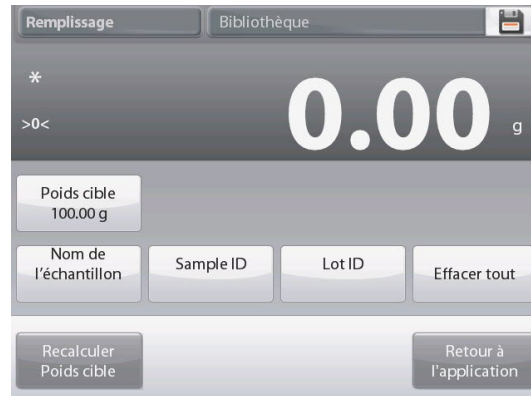 Remplissage
Bibliothèque
*
>0<
0.00 g
Poids cible
100.00 g
Nom de
l'échantillon
Sample ID
Lot ID
Effacer tout
Recalculer
Poids cible
Retour à
l'application